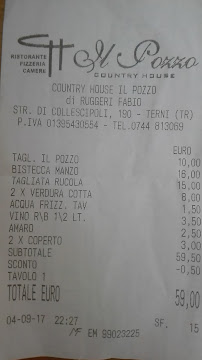 RISTORANTE
PIZZERIA
CAMERE
Il Pozzo
COUNTRY HOUSE
COUNTRY HOUSE IL POZZO
di RUGGERI FABIO
STR. DI COLLESCIPOLI, 190 - TERNI (TR)
P.IVA 01395430554 - TEL.0744 813069
EURO
TAGL. IL POZZO 10,00
BISTECCA MANZO 16,00
TAGLIATA RUCOLA 15,00
2 X VERDURA COTTA 8,00
ACQUA FRIZZ. TAV 1,50
VINO R\B 1\2 LT. 3,50
AMARO 2,50
2 X COPERTO 3,00
SUBTOTALE 59,50
SCONTO -0,50
TAVOLO 1
TOTALE EURO 59,00
04-09-17 22:27 SF. 15
MF EM 99023225